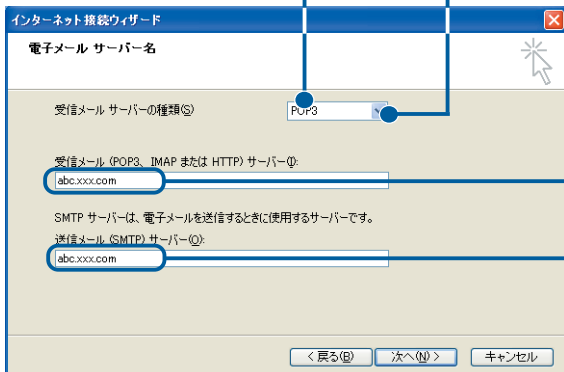 インターネット接続ウィザード
電子メール サーバー名
受信メール サーバーの種類(S)
POP3
受信メール (POP3、IMAP または HTTP) サーバー(I):
abc.xxx.com
SMTP サーバーは、電子メールを送信するときに使用するサーバーです。
送信メール (SMTP) サーバー(O):
abc.xxx.com
< 戻る(B)
次へ(N) >
キャンセル